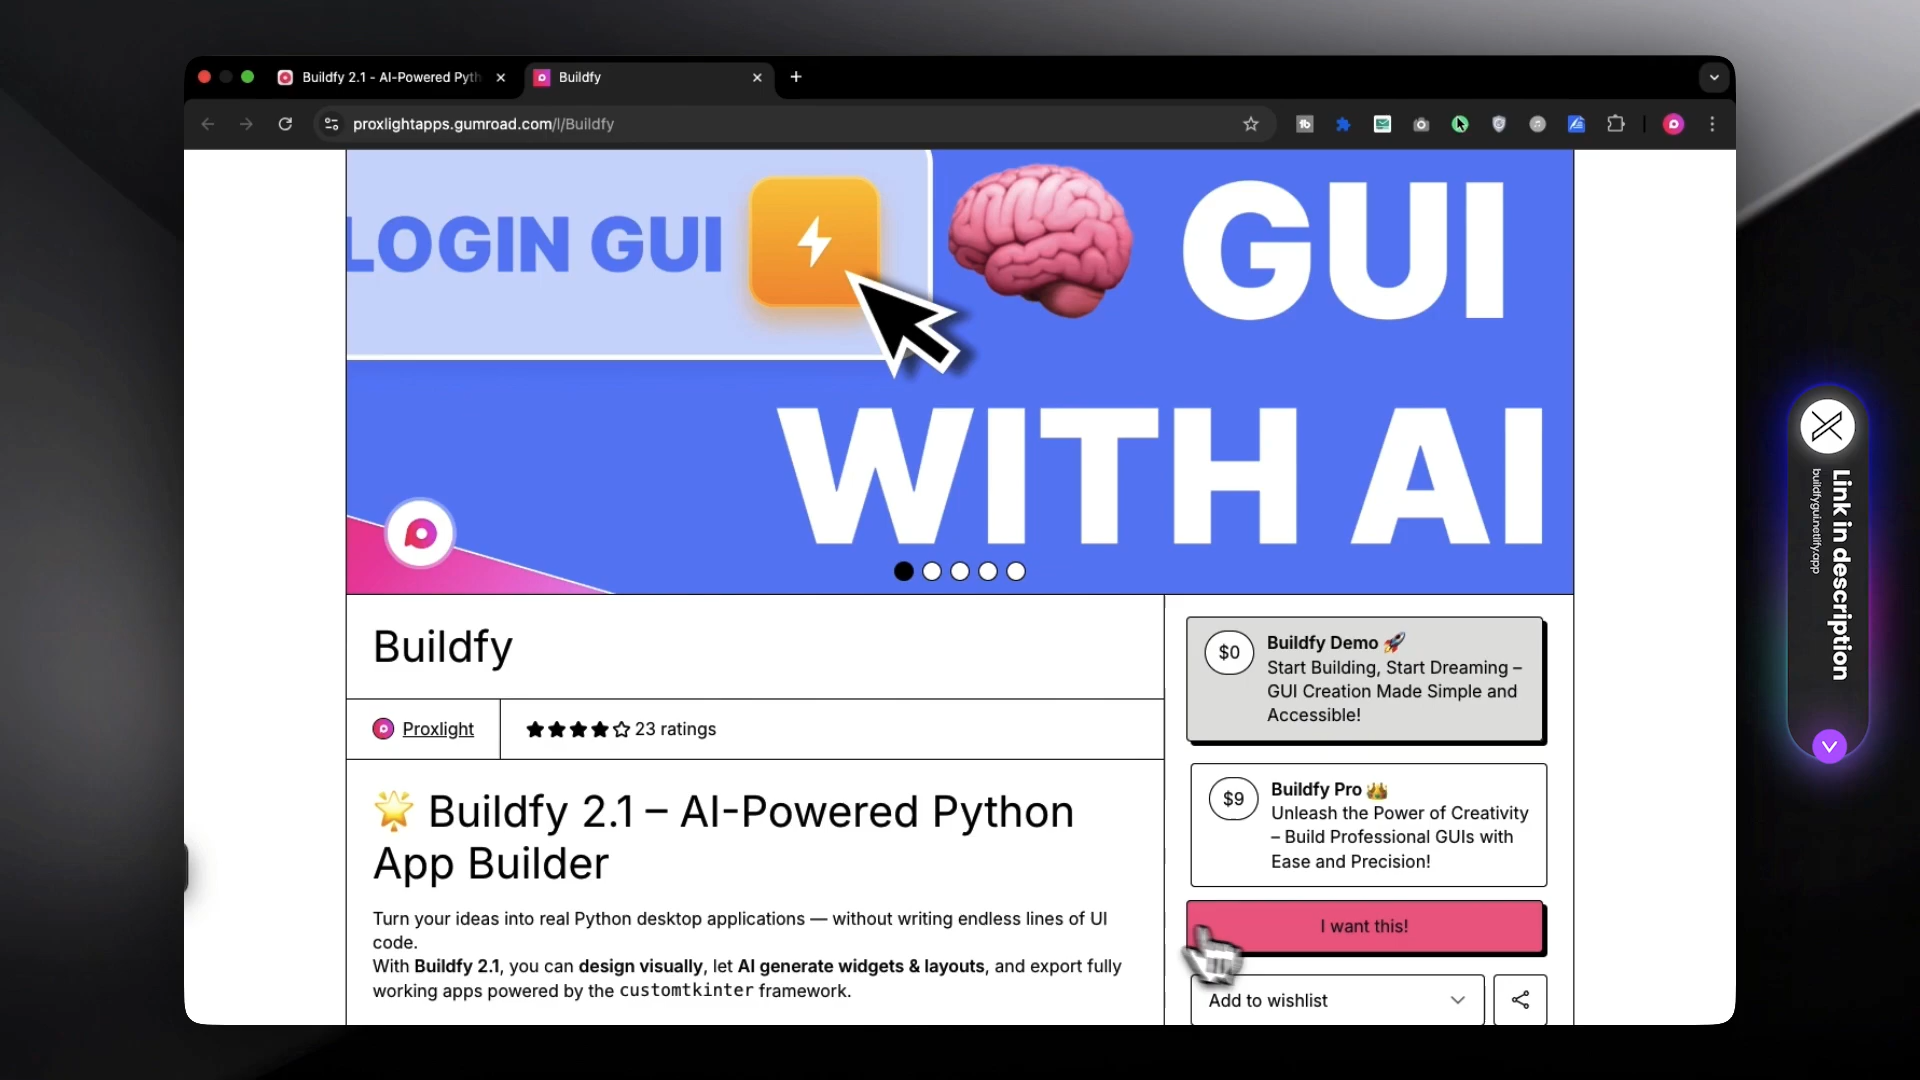 Buildfy 2.1 - AI-Powered Pyth
Buildfy
proxlightapps.gumroad.com/l/Buildfy
LOGIN GUI
GUI
WITH AI
Buildfy
Proxlight
23 ratings
🌟 Buildfy 2.1 – AI-Powered Python
App Builder
Turn your ideas into real Python desktop applications — without writing endless lines of UI
code.
With Buildfy 2.1, you can design visually, let AI generate widgets & layouts, and export fully
working apps powered by the customtkinter framework.
$0
Buildfy Demo 🚀
Start Building, Start Dreaming –
GUI Creation Made Simple and
Accessible!
$9
Buildfy Pro 👑
Unleash the Power of Creativity
– Build Professional GUIs with
Ease and Precision!
I want this!
Add to wishlist
Link in description
buildfygui.netlify.app